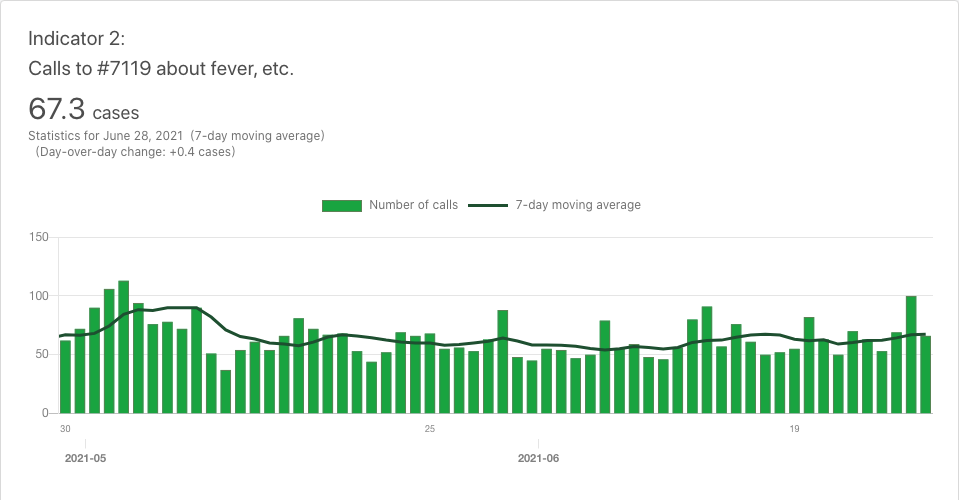 Indicator 2:
Calls to #7119 about fever, etc.
67.3 cases
Statistics for June 28, 2021 (7-day moving average)
(Day-over-day change: +0.4 cases)
Number of calls 7-day moving average
150
100
50
0
30 25 19
2021-05 2021-06